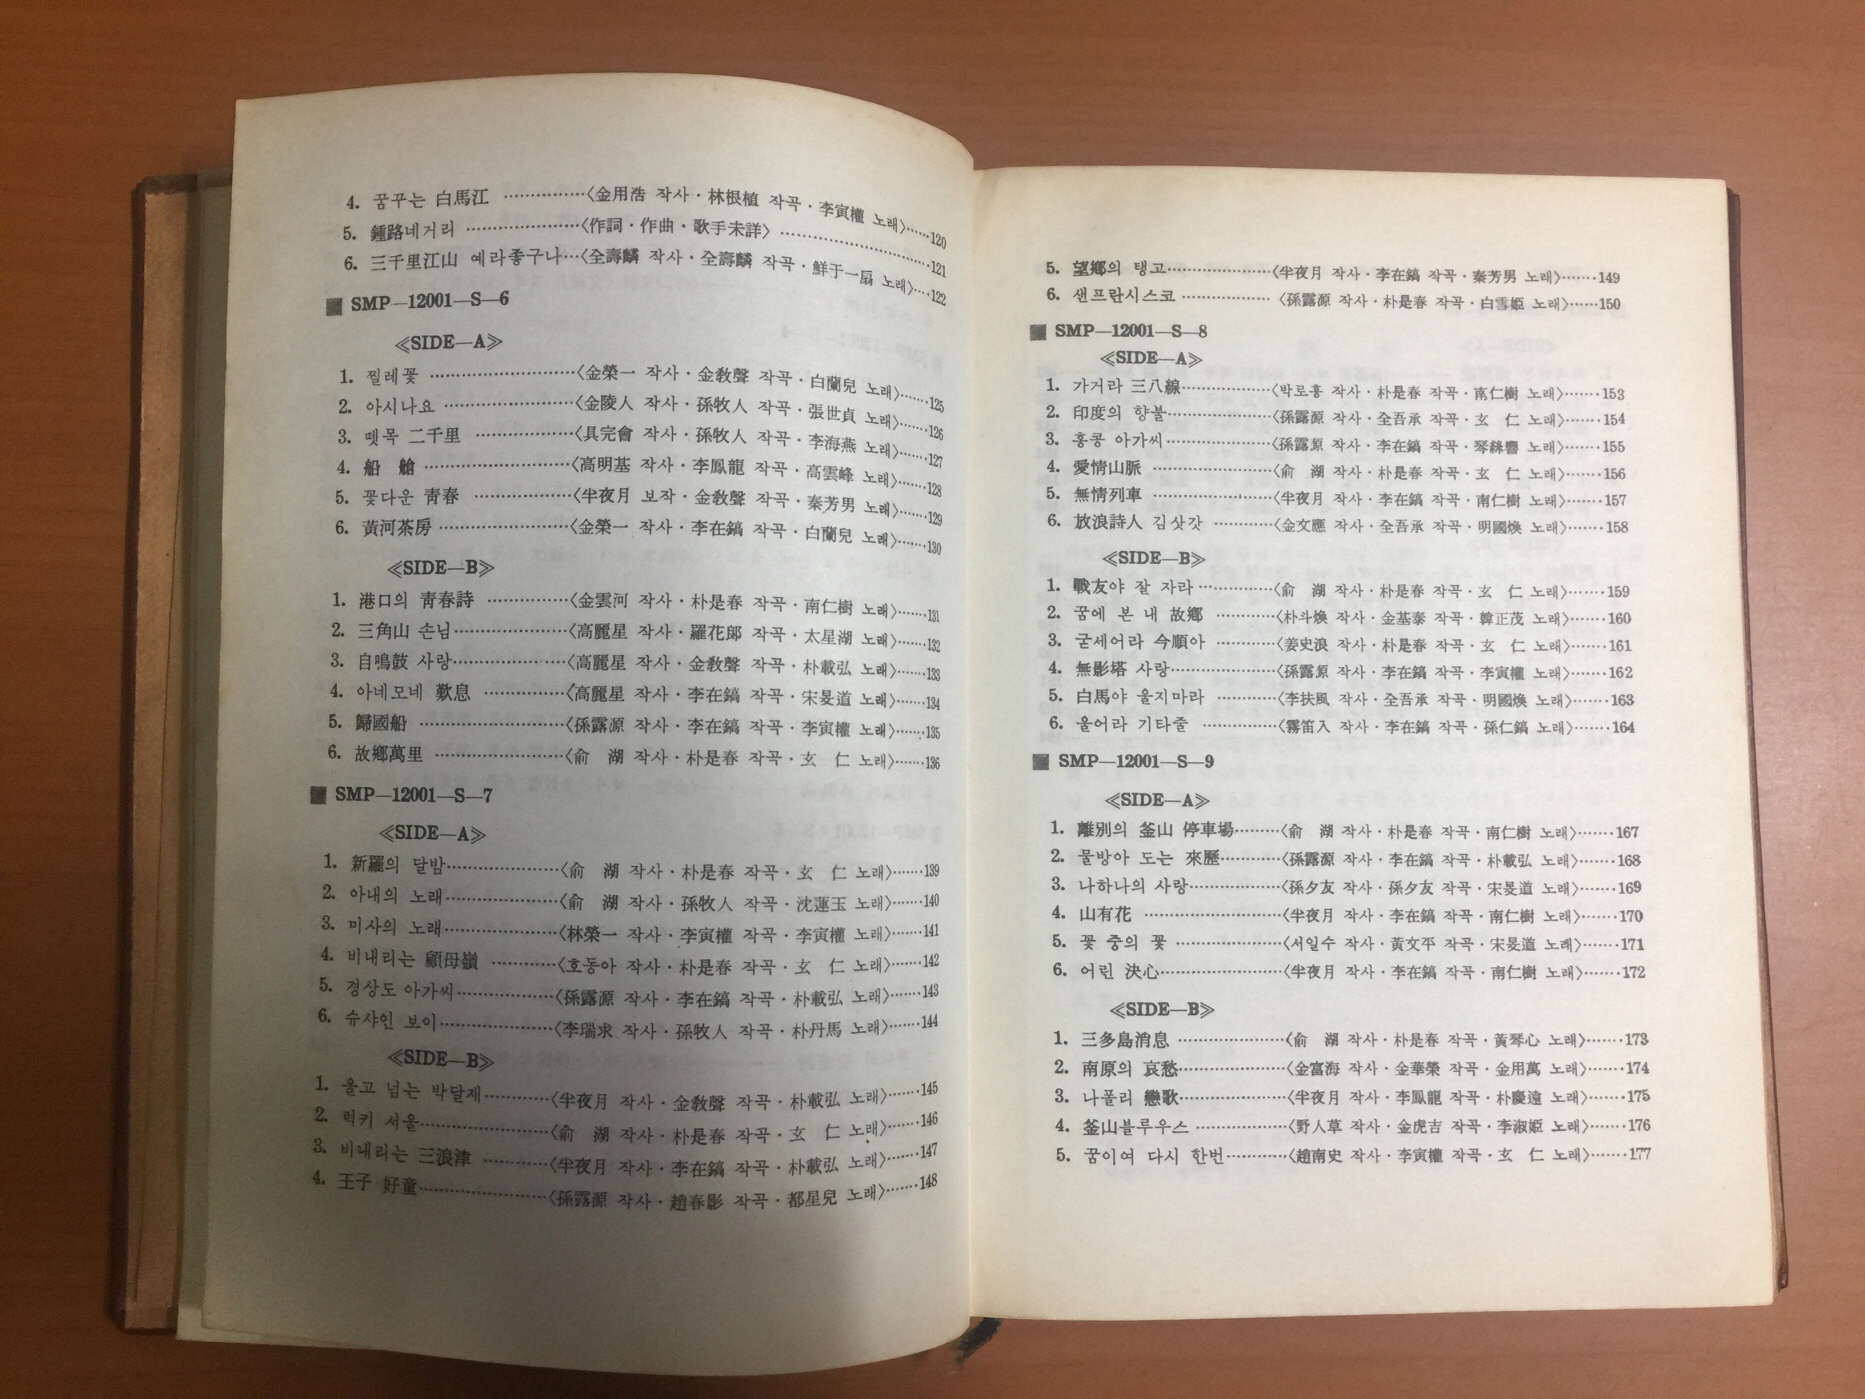 4. 꿈꾸는 白馬江 ……………〈金用浩 작사·林根植 작곡·李寅權 노래〉……120
5. 鍾路네거리 …………………〈作詞·作曲·歌手未詳〉 …………………………121
6. 三千里江山 에라좋구나…〈全壽麟 작사·全壽麟 작곡·鮮于一扇 노래〉…122
■ SMP—12001—S—6
≪SIDE—A≫
1. 찔레꽃 ………………………〈金榮一 작사·金敎聲 작곡·白蘭兒 노래〉……125
2. 아시나요 ……………………〈金陵人 작사·孫牧人 작곡·張世貞 노래〉……126
3. 뗏목 二千里 ………………〈具完會 작사·孫牧人 작곡·李海燕 노래〉……127
4. 船 艙 ………………………〈高明基 작사·李鳳龍 작곡·高雲峰 노래〉……128
5. 꽃다운 靑春 ………………〈半夜月 보작·金敎聲 작곡·秦芳男 노래〉……129
6. 黃河茶房 ……………………〈金榮一 작사·李在鎬 작곡·白蘭兒 노래〉……130
≪SIDE—B≫
1. 港口의 靑春詩 ……………〈金雲河 작사·朴是春 작곡·南仁樹 노래〉……131
2. 三角山 손님…………………〈高麗星 작사·羅花郞 작곡·太星湖 노래〉……132
3. 自鳴鼓 사랑…………………〈高麗星 작사·金敎聲 작곡·朴載弘 노래〉……133
4. 아네모네 歎息 ……………〈高麗星 작사·李在鎬 작곡·宋旻道 노래〉……134
5. 歸國船 ………………………〈孫露源 작사·李在鎬 작곡·李寅權 노래〉……135
6. 故鄕萬里 ……………………〈兪 湖 작사·朴是春 작곡·玄 仁 노래〉……136
■ SMP—12001—S—7
≪SIDE—A≫
1. 新羅의 달밤…………………〈兪 湖 작사·朴是春 작곡·玄 仁 노래〉……139
2. 아내의 노래…………………〈兪 湖 작사·孫牧人 작곡·沈蓮玉 노래〉……140
3. 미사의 노래…………………〈林榮一 작사·李寅權 작곡·李寅權 노래〉……141
4. 비내리는 顧母嶺 …………〈호동아 작사·朴是春 작곡·玄 仁 노래〉……142
5. 경상도 아가씨………………〈孫露源 작사·李在鎬 작곡·朴載弘 노래〉……143
6. 슈샤인 보이…………………〈李瑞求 작사·孫牧人 작곡·朴丹馬 노래〉……144
≪SIDE—B≫
1. 울고 넘는 박달재…………〈半夜月 작사·金敎聲 작곡·朴載弘 노래〉……145
2. 럭키 서울……………………〈兪 湖 작사·朴是春 작곡·玄 仁 노래〉……146
3. 비내리는 三浪津 …………〈半夜月 작사·李在鎬 작곡·朴載弘 노래〉……147
4. 王子 好童……………………〈孫露源 작사·趙春影 작곡·都星兒 노래〉……148
5. 望鄕의 탱고…………………〈半夜月 작사·李在鎬 작곡·秦芳男 노래〉……149
6. 샌프란시스코 ………………〈孫露源 작사·朴是春 작곡·白雪姬 노래〉……150
■ SMP—12001—S—8
≪SIDE—A≫
1. 가거라 三八線………………〈박로홍 작사·朴是春 작곡·南仁樹 노래〉……153
2. 印度의 향불…………………〈孫露源 작사·全吾承 작곡·玄 仁 노래〉……154
3. 홍콩 아가씨…………………〈孫露源 작사·李在鎬 작곡·琴絲響 노래〉……155
4. 愛情山脈 ……………………〈兪 湖 작사·朴是春 작곡·玄 仁 노래〉……156
5. 無情列車 ……………………〈半夜月 작사·李在鎬 작곡·南仁樹 노래〉……157
6. 放浪詩人 김삿갓 …………〈金文應 작사·全吾承 작곡·明國煥 노래〉……158
≪SIDE—B≫
1. 戰友야 잘 자라……………〈兪 湖 작사·朴是春 작곡·玄 仁 노래〉……159
2. 꿈에 본 내 故鄕 …………〈朴斗煥 작사·金基泰 작곡·韓正茂 노래〉……160
3. 굳세어라 今順아 …………〈姜史浪 작사·朴是春 작곡·玄 仁 노래〉……161
4. 無影塔 사랑…………………〈孫露源 작사·李在鎬 작곡·李寅權 노래〉……162
5. 白馬야 울지마라 …………〈李扶風 작사·全吾承 작곡·明國煥 노래〉……163
6. 울어라 기타줄 ……………〈霧笛人 작사·李在鎬 작곡·孫仁鎬 노래〉……164
■ SMP—12001—S—9
≪SIDE—A≫
1. 離別의 釜山 停車場………〈兪 湖 작사·朴是春 작곡·南仁樹 노래〉……167
2. 물방아 도는 來歷…………〈孫露源 작사·李在鎬 작곡·朴載弘 노래〉……168
3. 나하나의 사랑………………〈孫夕友 작사·孫夕友 작곡·宋旻道 노래〉……169
4. 山有花 ………………………〈半夜月 작사·李在鎬 작곡·南仁樹 노래〉……170
5. 꽃 중의 꽃 …………………〈서일수 작사·黃文平 작곡·宋旻道 노래〉……171
6. 어린 決心……………………〈半夜月 작사·李在鎬 작곡·南仁樹 노래〉……172
≪SIDE—B≫
1. 三多島消息 …………………〈兪 湖 작사·朴是春 작곡·黃琴心 노래〉……173
2. 南原의 哀愁…………………〈金富海 작사·金華榮 작곡·金用萬 노래〉……174
3. 나폴리 戀歌…………………〈半夜月 작사·李鳳龍 작곡·朴慶遠 노래〉……175
4. 釜山블루우스 ………………〈野人草 작사·金虎吉 작곡·李淑姬 노래〉……176
5. 꿈이여 다시 한번…………〈趙南史 작사·李寅權 작곡·玄 仁 노래〉……177